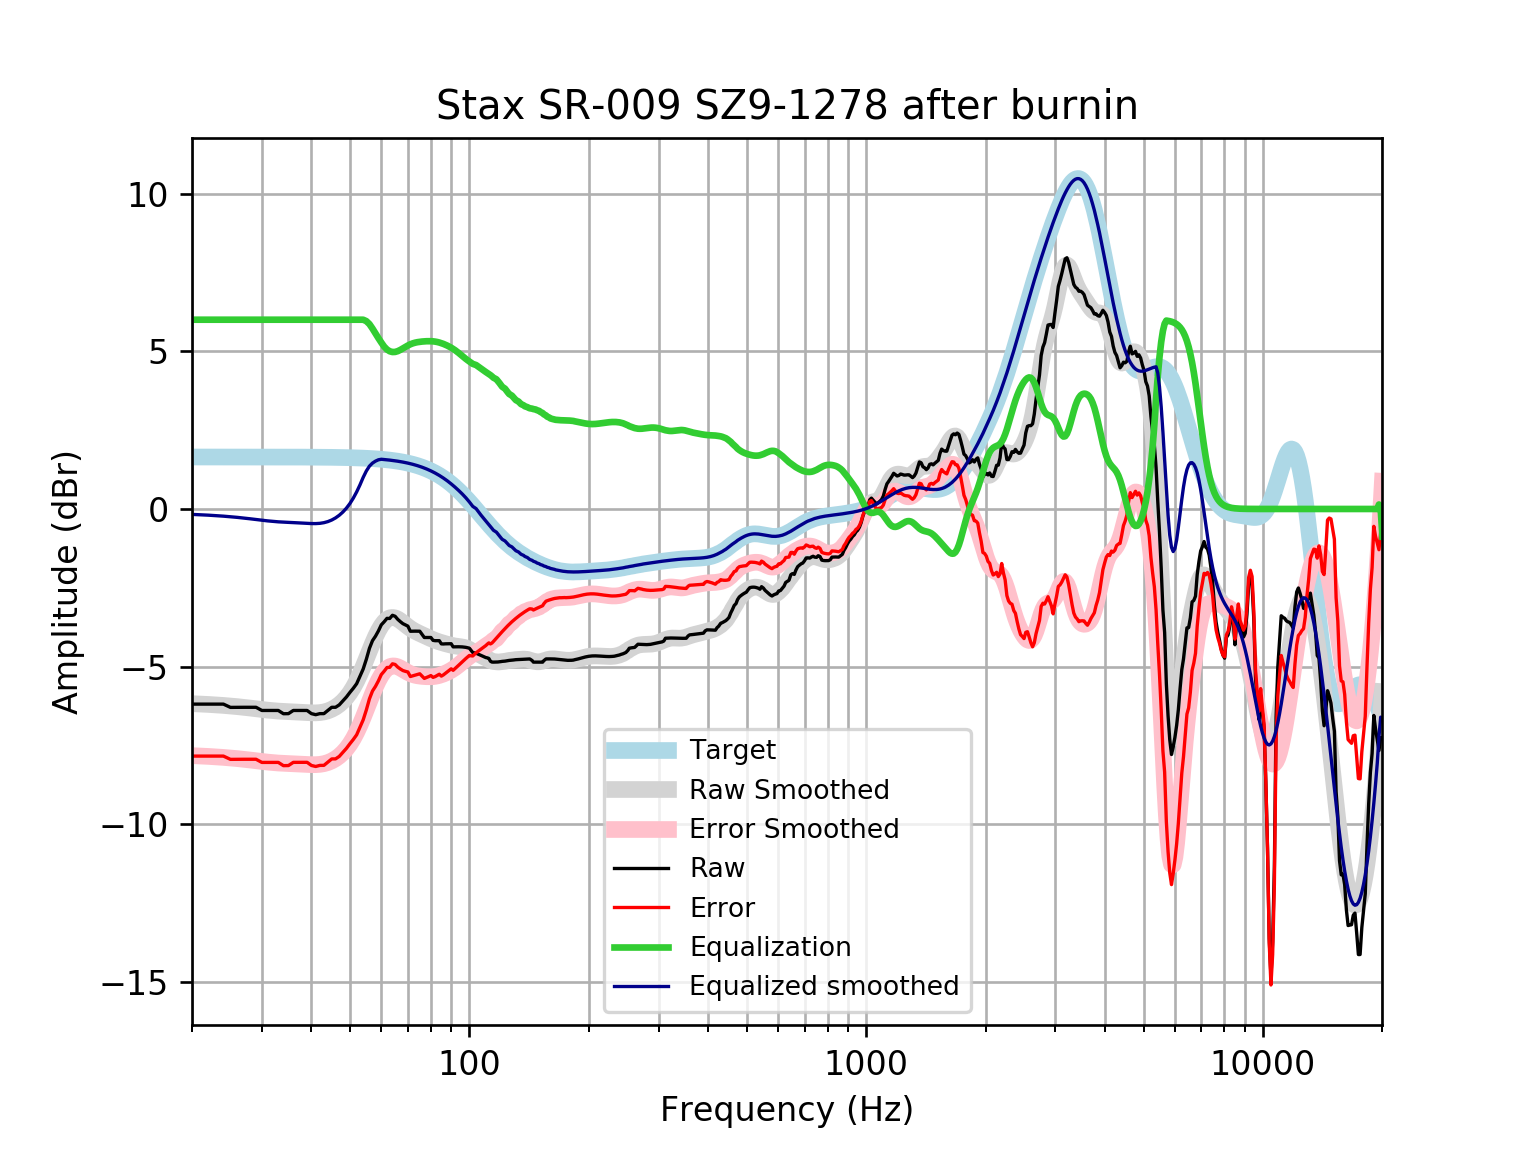 Stax SR-009 SZ9-1278 after burnin
10
5
0
−5
−10
−15
Amplitude (dBr)
Target
Raw Smoothed
Error Smoothed
Raw
Error
Equalization
Equalized smoothed
100 1000 10000
Frequency (Hz)